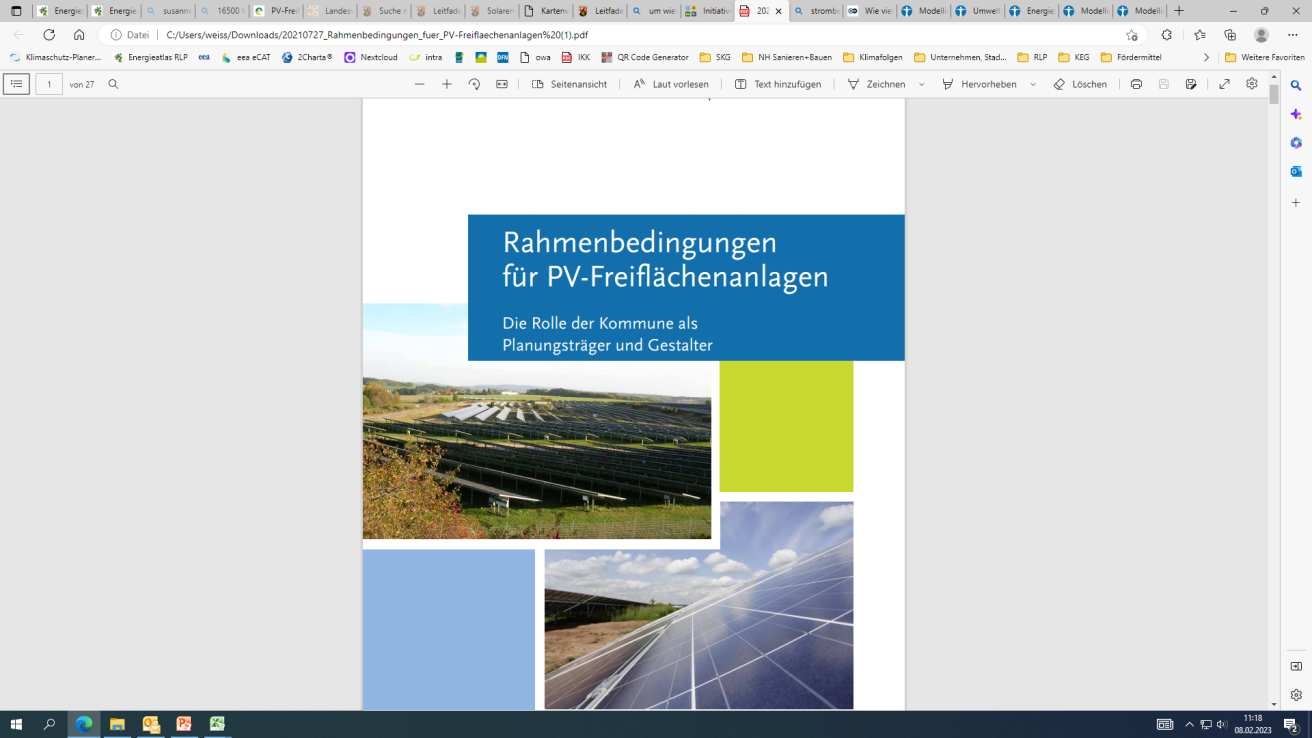 Energie
Energie
susann
16500
PV-Frei
Landes
Suche
Leitfad
Solaren
Kartenv
Leitfad
um wie
Initiativ
202
stromb
Wie vie
Modell
Umwelt
Energie
Modell
Modell
Datei
C:/Users/weiss/Downloads/20210727_Rahmenbedingungen_fuer_PV-Freiflaechenanlagen%20(1).pdf
Klimaschutz-Planer...
Energieatlas RLP
eea
eea eCAT
2Charta®
Nextcloud
intra
owa
IKK
QR Code Generator
SKG
NH Sanieren+Bauen
Klimafolgen
Unternehmen, Stad...
RLP
KEG
Fördermittel
Weitere Favoriten
1 von 27
Seitenansicht
Laut vorlesen
Text hinzufügen
Zeichnen
Hervorheben
Löschen
Rahmenbedingungen
für PV-Freiflächenanlagen
Die Rolle der Kommune als
Planungsträger und Gestalter
11:18
08.02.2023
2